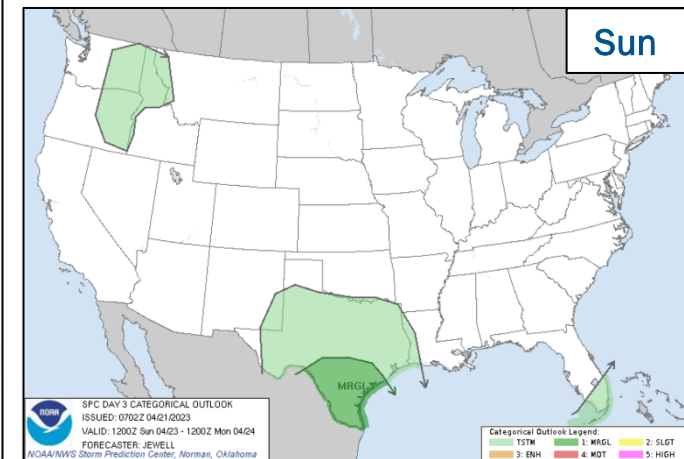 Sun
MRGL
NOAA
SPC DAY 3 CATEGORICAL OUTLOOK
ISSUED: 0702Z 04/21/2023
VALID: 1200Z Sun 04/23 - 1200Z Mon 04/24
FORECASTER: JEWELL
NOAA/NWS Storm Prediction Center, Norman, Oklahoma
Categorical Outlook Legend:
TSTM 1: MRGL 2: SLGT
3: ENH 4: MDT 5: HIGH